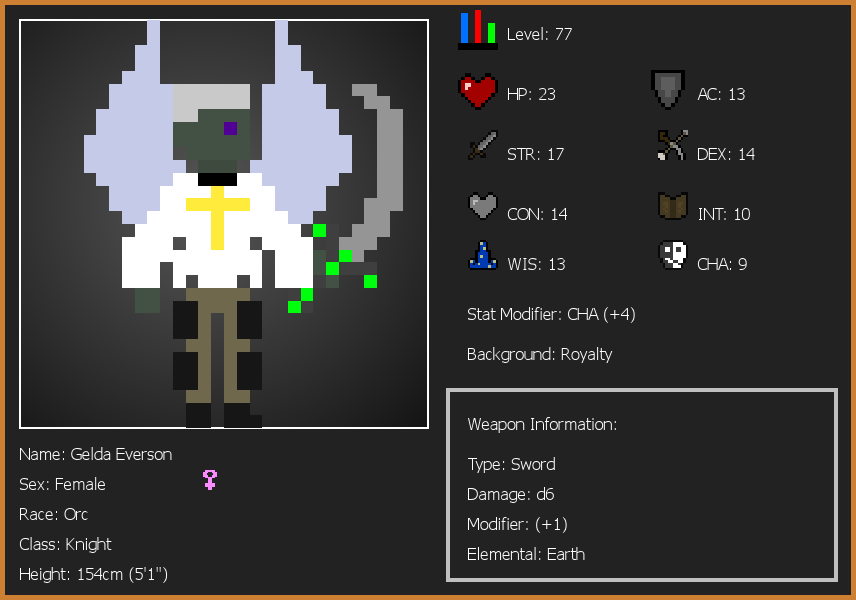 Level: 77
HP: 23
AC: 13
STR: 17
DEX: 14
CON: 14
INT: 10
WIS: 13
CHA: 9
Stat Modifier: CHA (+4)
Background: Royalty
Weapon Information:
Type: Sword
Damage: d6
Modifier: (+1)
Elemental: Earth
Name: Gelda Everson
Sex: Female
Race: Orc
Class: Knight
Height: 154cm (5'1")